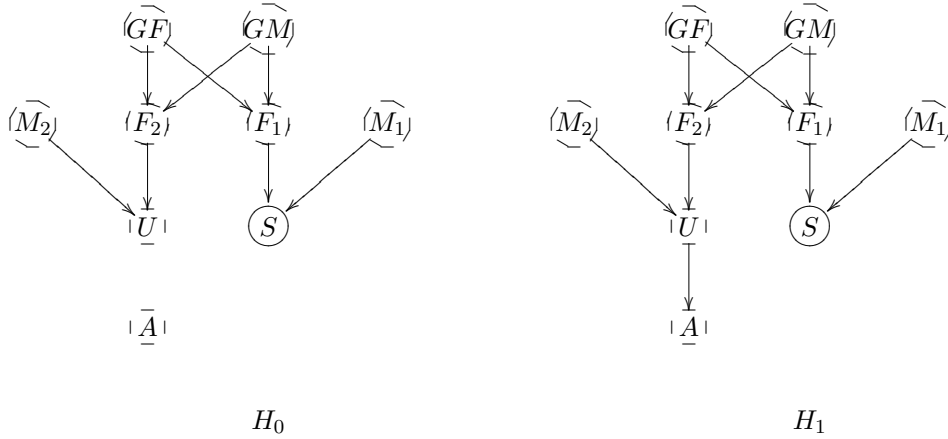 GF GM GF GM
M₂ F₂ F₁ M₁ M₂ F₂ F₁ M₁
U S U S
A A
H₀ H₁